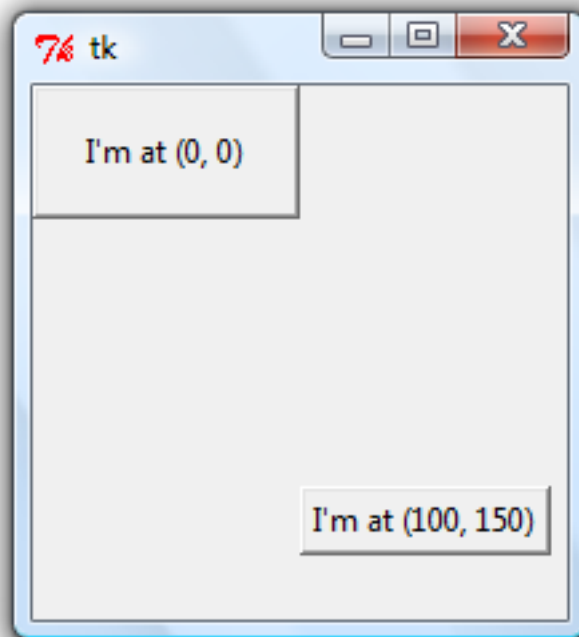 tk
I'm at (0, 0)
I'm at (100, 150)